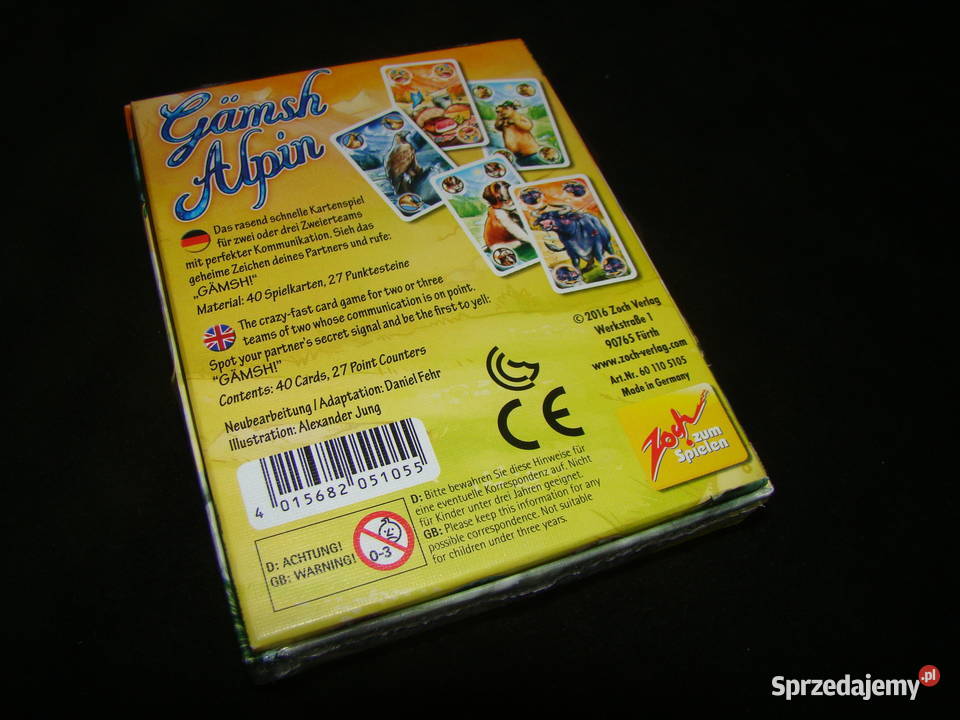 Gämsh
Alpin
Das rasend schnelle Kartenspiel
für zwei oder drei Zweierteams
mit perfekter Kommunikation. Sieh das
geheime Zeichen deines Partners und rufe:
„GÄMSH!“
Material: 40 Spielkarten, 27 Punktesteine
The crazy-fast card game for two or three
teams of two whose communication is on point.
Spot your partner's secret signal and be the first to yell:
“GÄMSH!”
Contents: 40 Cards, 27 Point Counters
Neubearbeitung / Adaptation: Daniel Fehr
Illustration: Alexander Jung
© 2016 Zoch Verlag
Werkstraße 1
90765 Fürth
www.zoch-verlag.com
Art.Nr. 60 110 5105
Made in Germany
CE
Zoch
zum
Spielen
4 015682 051055
D: ACHTUNG!
GB: WARNING!
0-3
D: Bitte bewahren Sie diese Hinweise für
eine eventuelle Korrespondenz auf. Nicht
für Kinder unter drei Jahren geeignet.
GB: Please keep this information for any
possible correspondence. Not suitable
for children under three years.
Sprzedajemy.pl